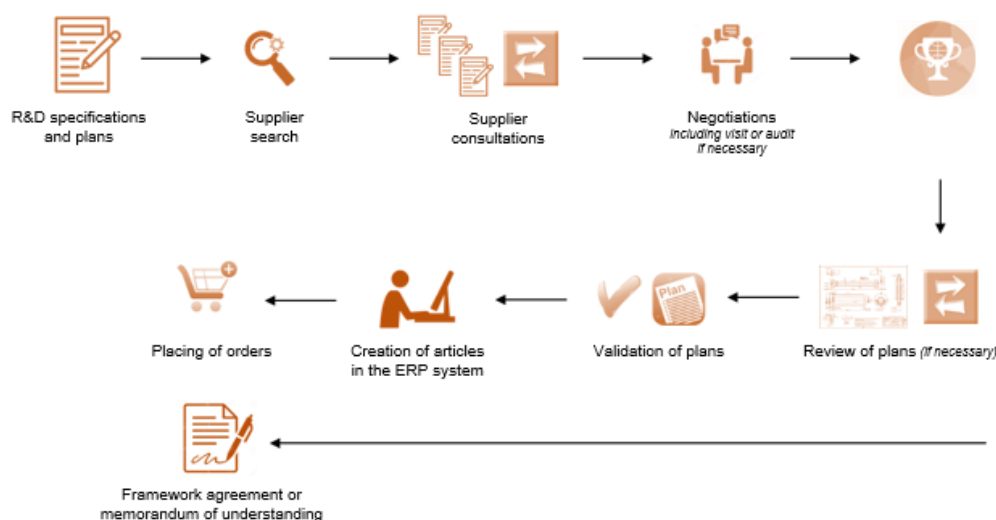 R&D specifications
and plans
Supplier
search
Supplier
consultations
Negotiations
including visit or audit
if necessary
Placing of orders
Creation of articles
in the ERP system
Plan
Validation of plans
Review of plans (if necessary)
Framework agreement or
memorandum of understanding